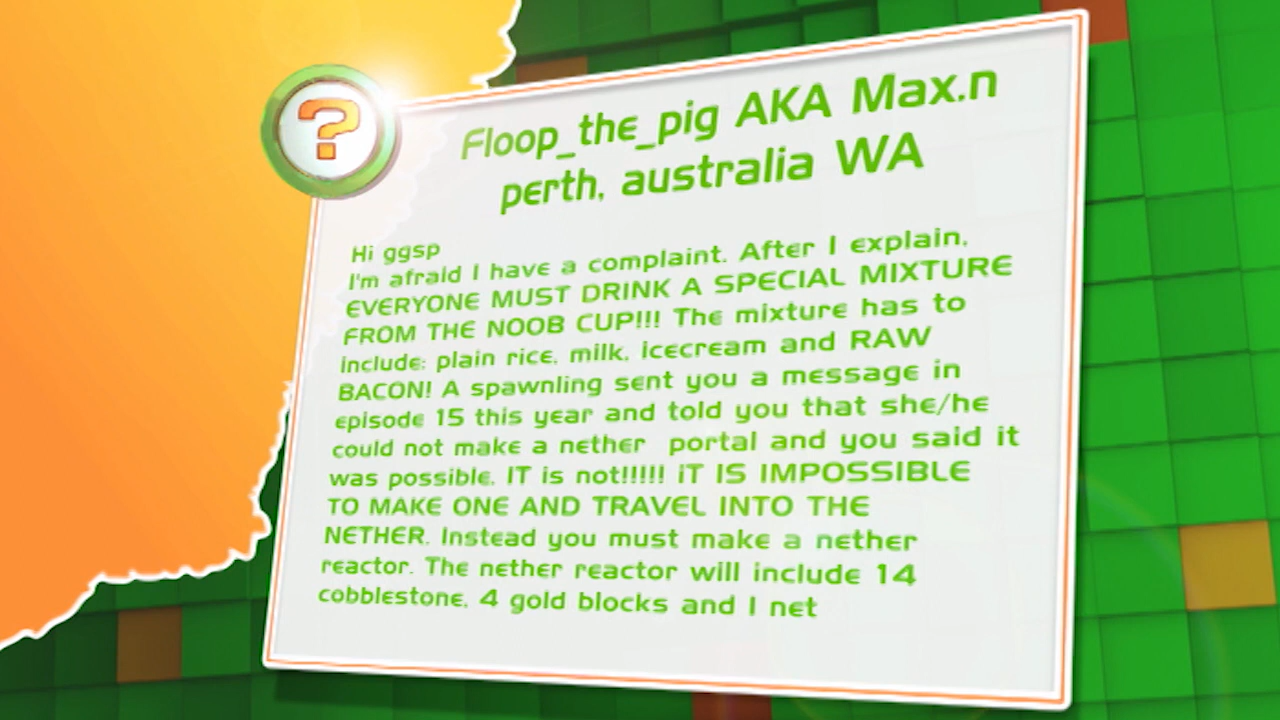 ?
Floop_the_pig AKA Max.n
perth, australia WA
Hi ggsp
I'm afraid I have a complaint. After I explain,
EVERYONE MUST DRINK A SPECIAL MIXTURE
FROM THE NOOB CUP!!! The mixture has to
include: plain rice, milk, icecream and RAW
BACON! A spawnling sent you a message in
episode 15 this year and told you that she/he
could not make a nether portal and you said it
was possible. IT is not!!!!! iT IS IMPOSSIBLE
TO MAKE ONE AND TRAVEL INTO THE
NETHER. Instead you must make a nether
reactor. The nether reactor will include 14
cobblestone, 4 gold blocks and 1 net